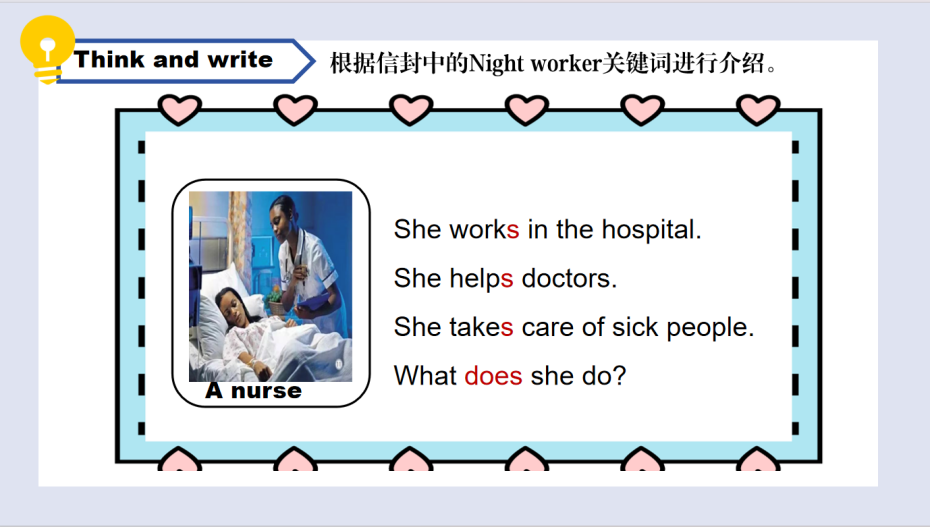 Think and write
根据信封中的Night worker关键词进行介绍。
She works in the hospital.
She helps doctors.
She takes care of sick people.
What does she do?
A nurse